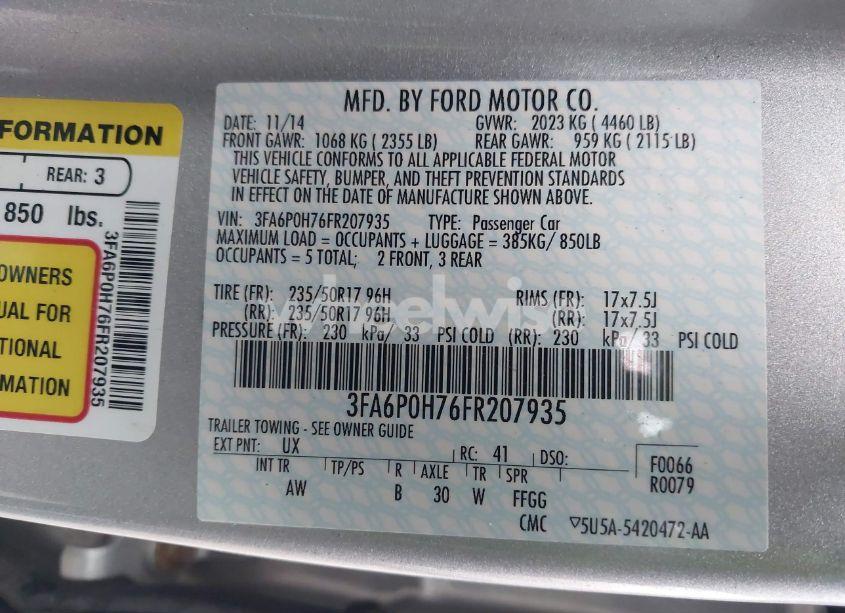 FORMATION
REAR: 3
850 lbs.
OWNERS
UAL FOR
TIONAL
RMATION
3FA6P0H76FR207935
MFD. BY FORD MOTOR CO.
DATE: 11/14 GVWR: 2023 KG ( 4460 LB)
FRONT GAWR: 1068 KG ( 2355 LB) REAR GAWR: 959 KG ( 2115 LB)
THIS VEHICLE CONFORMS TO ALL APPLICABLE FEDERAL MOTOR
VEHICLE SAFETY, BUMPER, AND THEFT PREVENTION STANDARDS
IN EFFECT ON THE DATE OF MANUFACTURE SHOWN ABOVE.
VIN: 3FA6P0H76FR207935 TYPE: Passenger Car
MAXIMUM LOAD = OCCUPANTS + LUGGAGE = 385KG/ 850LB
OCCUPANTS = 5 TOTAL; 2 FRONT, 3 REAR
TIRE (FR): 235/50R17 96H RIMS (FR): 17x7.5J
(RR): 235/50R17 96H (RR): 17x7.5J
PRESSURE (FR): 230 kPa/ 33 PSI COLD (RR): 230 kPa/ 33 PSI COLD
wheelwise
3FA6P0H76FR207935
TRAILER TOWING - SEE OWNER GUIDE
EXT PNT: UX RC: 41 DSO: F0066
INT TR TP/PS R AXLE TR SPR R0079
AW B 30 W FFGG
CMC ▽5U5A-5420472-AA